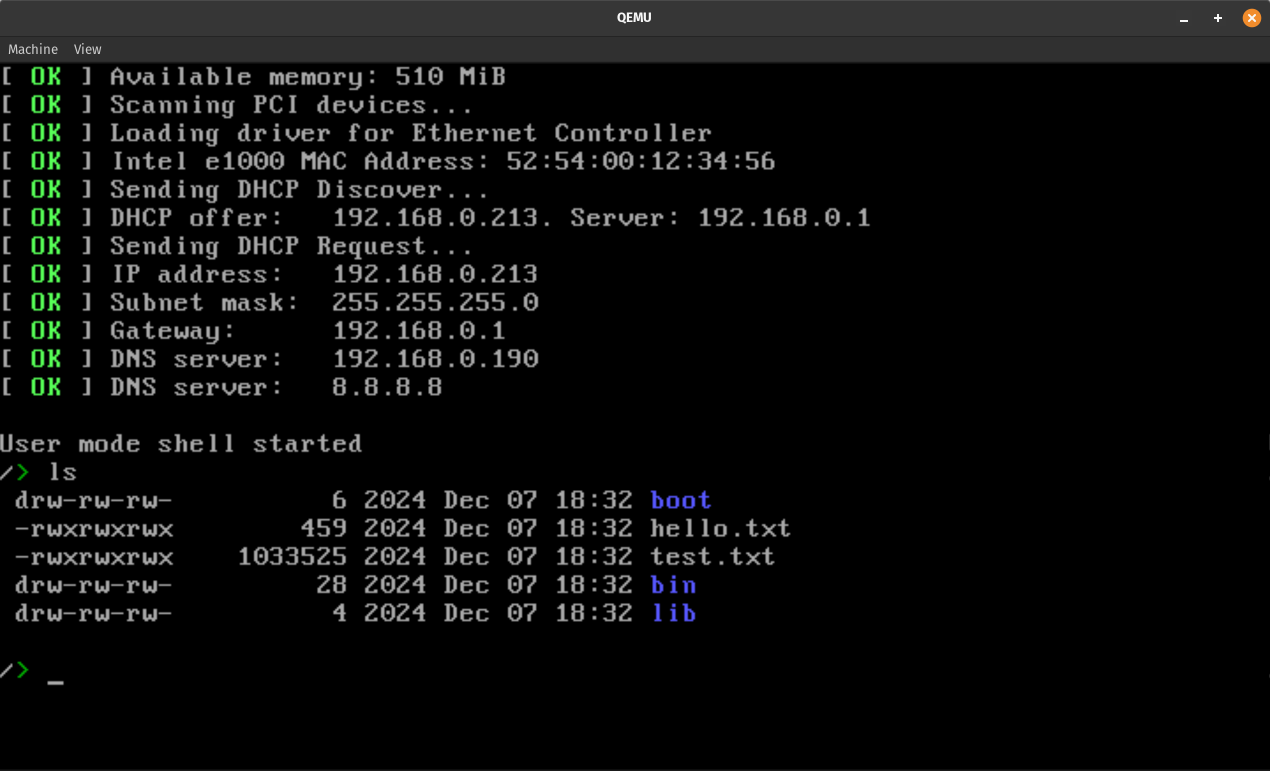 QEMU
Machine View
[ OK ] Available memory: 510 MiB
[ OK ] Scanning PCI devices...
[ OK ] Loading driver for Ethernet Controller
[ OK ] Intel e1000 MAC Address: 52:54:00:12:34:56
[ OK ] Sending DHCP Discover...
[ OK ] DHCP offer:   192.168.0.213. Server: 192.168.0.1
[ OK ] Sending DHCP Request...
[ OK ] IP address:   192.168.0.213
[ OK ] Subnet mask:  255.255.255.0
[ OK ] Gateway:      192.168.0.1
[ OK ] DNS server:   192.168.0.190
[ OK ] DNS server:   8.8.8.8
User mode shell started
/> ls
drw-rw-rw-          6 2024 Dec 07 18:32 boot
-rwxrwxrwx        459 2024 Dec 07 18:32 hello.txt
-rwxrwxrwx    1033525 2024 Dec 07 18:32 test.txt
drw-rw-rw-         28 2024 Dec 07 18:32 bin
drw-rw-rw-          4 2024 Dec 07 18:32 lib
/> _